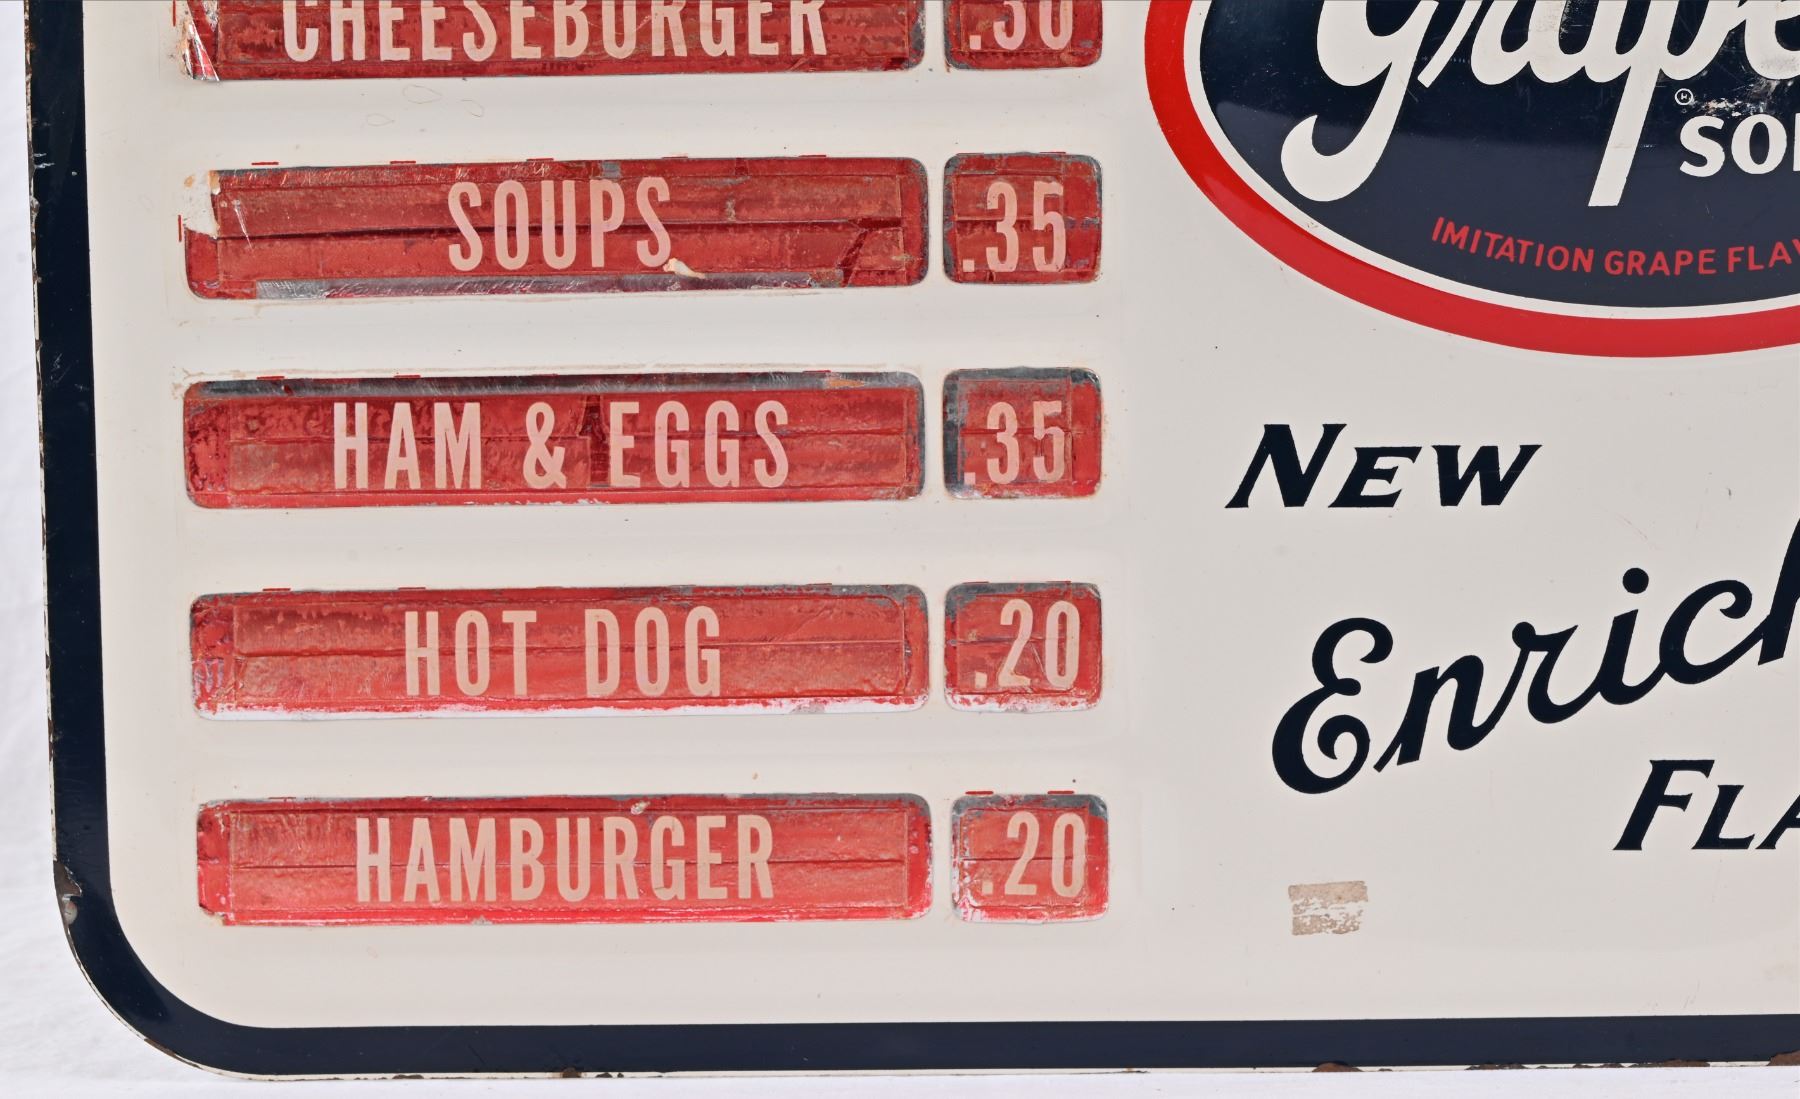 CHEESEBURGER .30
Grape
SO
IMITATION GRAPE FLAV
SOUPS .35
HAM & EGGS .35
NEW
HOT DOG .20
Enrich
FLA
HAMBURGER .20